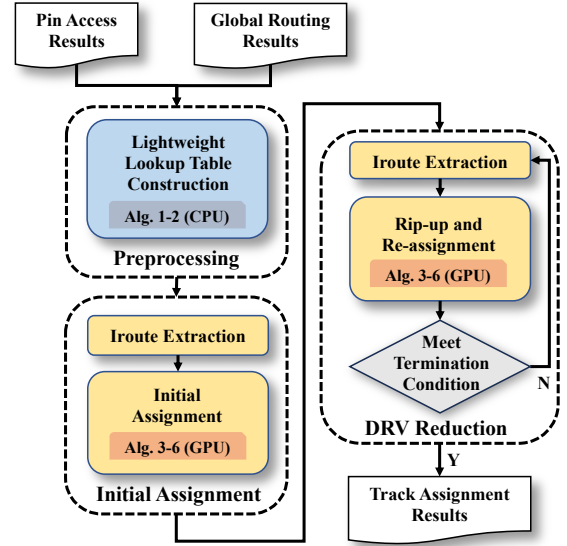 Pin Access
Results
Global Routing
Results
Lightweight
Lookup Table
Construction
Alg. 1-2 (CPU)
Preprocessing
Iroute Extraction
Initial
Assignment
Alg. 3-6 (GPU)
Initial Assignment
Iroute Extraction
Rip-up and
Re-assignment
Alg. 3-6 (GPU)
Meet
Termination
Condition
N
DRV Reduction
Y
Track Assignment
Results